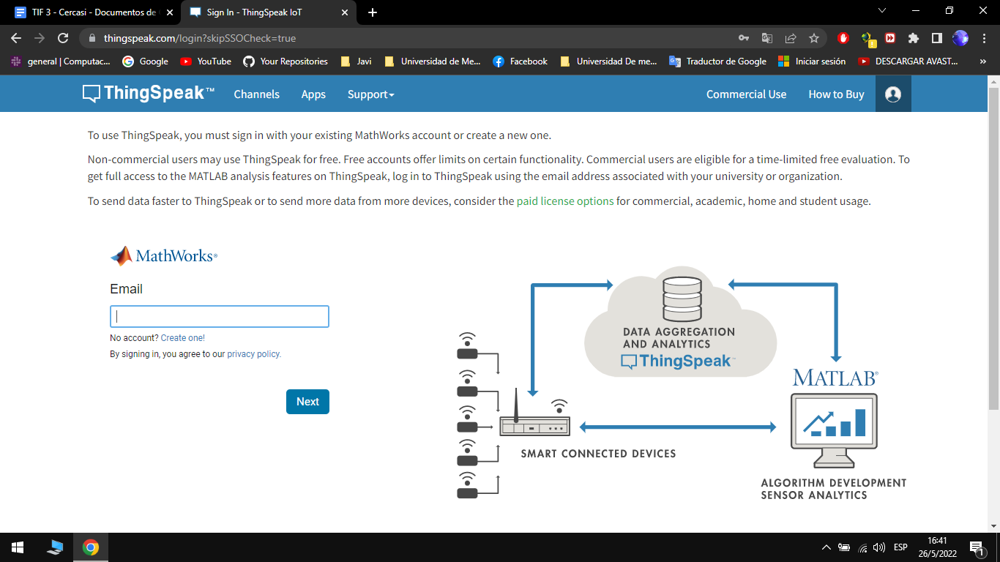 TIF 3 - Cercasi - Documentos de
Sign In - ThingSpeak IoT
thingspeak.com/login?skipSSOCheck=true
general | Computac...
Google
YouTube
Your Repositories
Javi
Universidad de Me...
Facebook
Universidad De me...
Traductor de Google
Iniciar sesión
DESCARGAR AVAST...
»
ThingSpeak™
Channels
Apps
Support
Commercial Use
How to Buy
To use ThingSpeak, you must sign in with your existing MathWorks account or create a new one.
Non-commercial users may use ThingSpeak for free. Free accounts offer limits on certain functionality. Commercial users are eligible for a time-limited free evaluation. To
get full access to the MATLAB analysis features on ThingSpeak, log in to ThingSpeak using the email address associated with your university or organization.
To send data faster to ThingSpeak or to send more data from more devices, consider the paid license options for commercial, academic, home and student usage.
MathWorks®
Email
No account? Create one!
By signing in, you agree to our privacy policy.
Next
DATA AGGREGATION
AND ANALYTICS
ThingSpeak™
MATLAB®
SMART CONNECTED DEVICES
ALGORITHM DEVELOPMENT
SENSOR ANALYTICS
ESP
16:41
26/5/2022
1